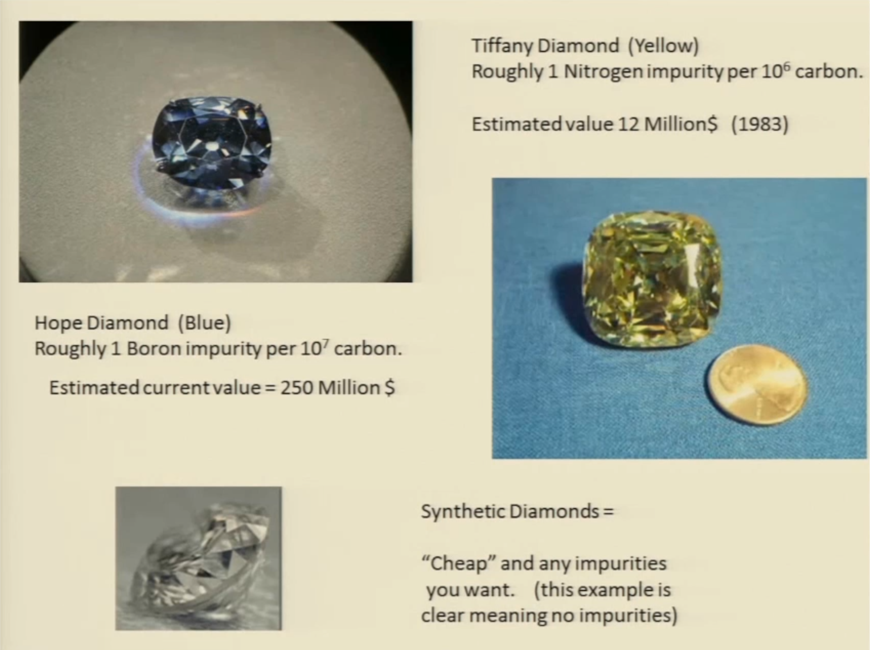 Tiffany Diamond (Yellow)
Roughly 1 Nitrogen impurity per 10⁶ carbon.
Estimated value 12 Million$ (1983)
Hope Diamond (Blue)
Roughly 1 Boron impurity per 10⁷ carbon.
Estimated current value = 250 Million $
Synthetic Diamonds =
“Cheap” and any impurities
you want. (this example is
clear meaning no impurities)